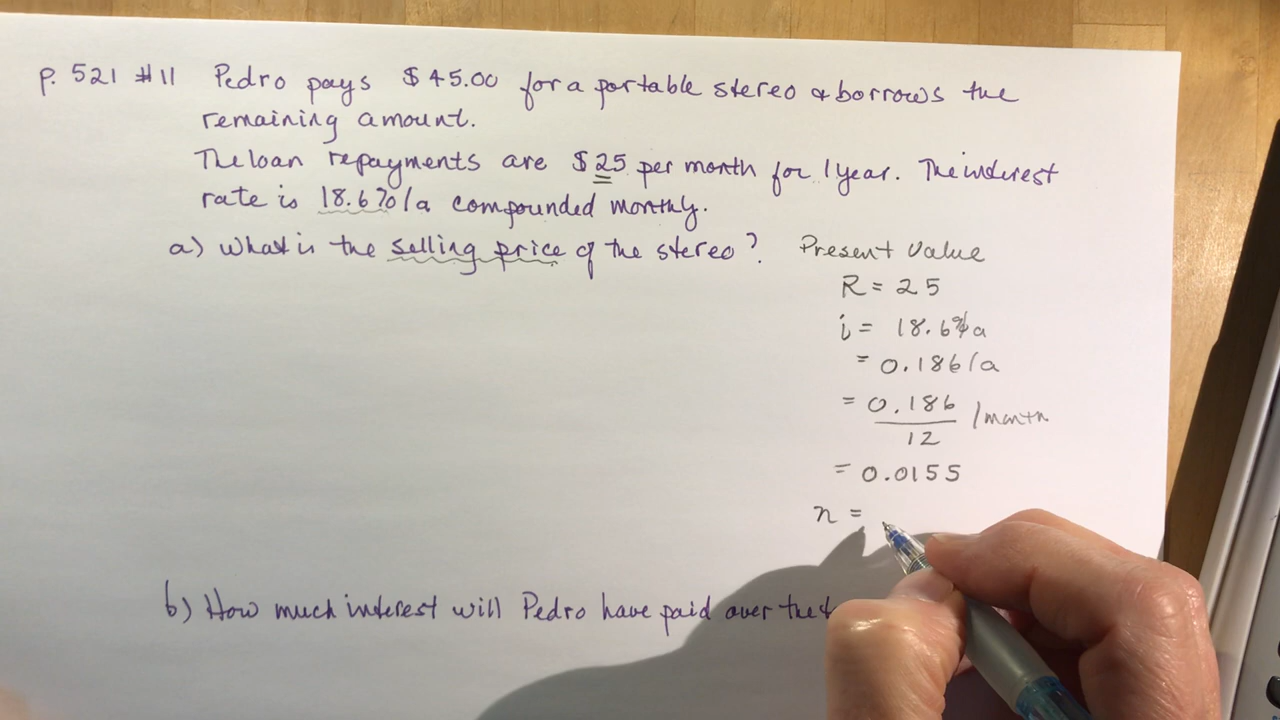 p. 521 #11 Pedro pays $45.00 for a portable stereo & borrows the
remaining amount.
The loan repayments are $25 per month for 1 year. The interest
rate is 18.6%/a compounded monthly.
a) What is the selling price of the stereo?
Present Value
R = 25
i = 18.6%/a
= 0.186/a
= 0.186/12 /month
= 0.0155
n =
b) How much interest will Pedro have paid over the